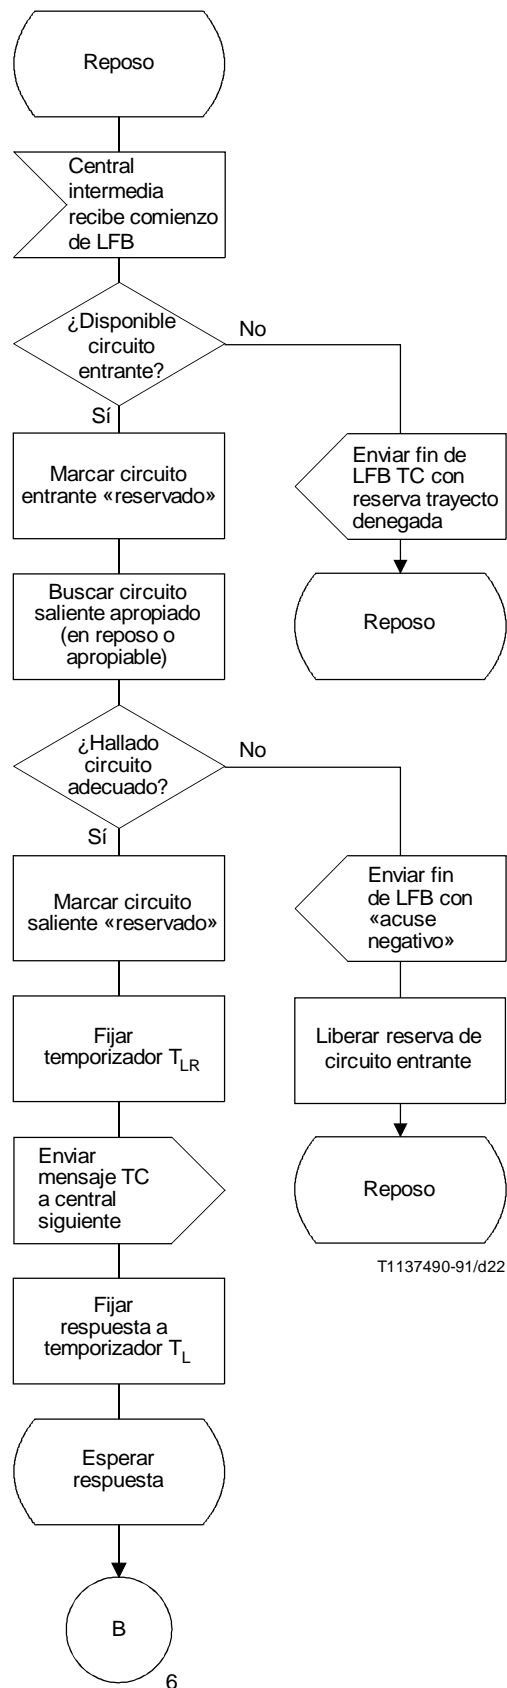 Reposo
Central
intermedia
recibe comienzo
de LFB
¿Disponible
circuito
entrante?
No
Sí
Marcar circuito
entrante «reservado»
Enviar fin de
LFB TC con
reserva trayecto
denegada
Buscar circuito
saliente apropiado
(en reposo o
apropiable)
Reposo
¿Hallado
circuito
adecuado?
No
Sí
Marcar circuito
saliente «reservado»
Enviar fin
de LFB con
«acuse
negativo»
Fijar
temporizador TLR
Liberar reserva de
circuito entrante
Enviar
mensaje TC
a central
siguiente
Reposo
T1137490-91/d22
Fijar
respuesta a
temporizador TL
Esperar
respuesta
B
6